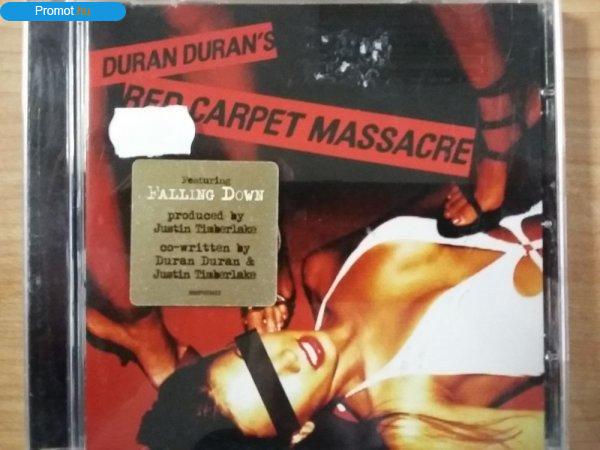 Promot.hu
DURAN DURAN'S
RED CARPET MASSACRE
Featuring
FALLING DOWN
produced by
Justin Timberlake
co-written by
Duran Duran &
Justin Timberlake